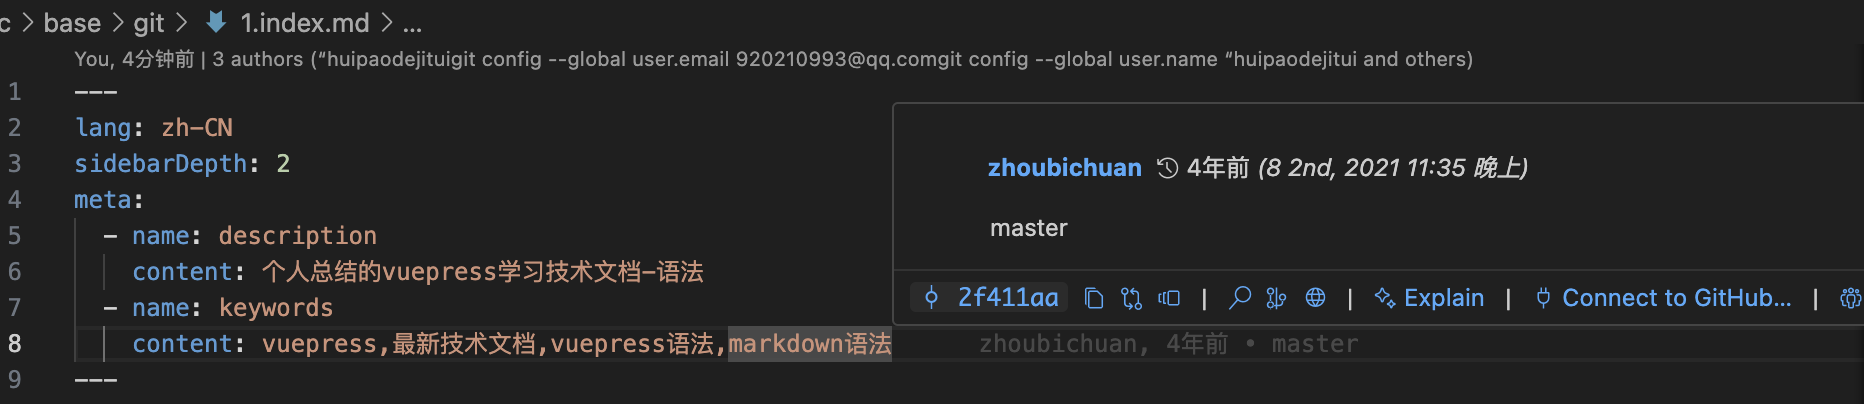 c > base > git > 1.index.md > ...
You, 4分钟前 | 3 authors (“huipaodejituigit config --global user.email 920210993@qq.comgit config --global user.name “huipaodejitui and others)
1 ---
2 lang: zh-CN
3 sidebarDepth: 2
4 meta:
5 - name: description
6 content: 个人总结的vuepress学习技术文档-语法
7 - name: keywords
8 content: vuepress,最新技术文档,vuepress语法,markdown语法 zhoubichuan, 4年前 • master
9 ---
zhoubichuan 4年前 (8 2nd, 2021 11:35 晚上)
master
2f411aa | | Explain | Connect to GitHub... |